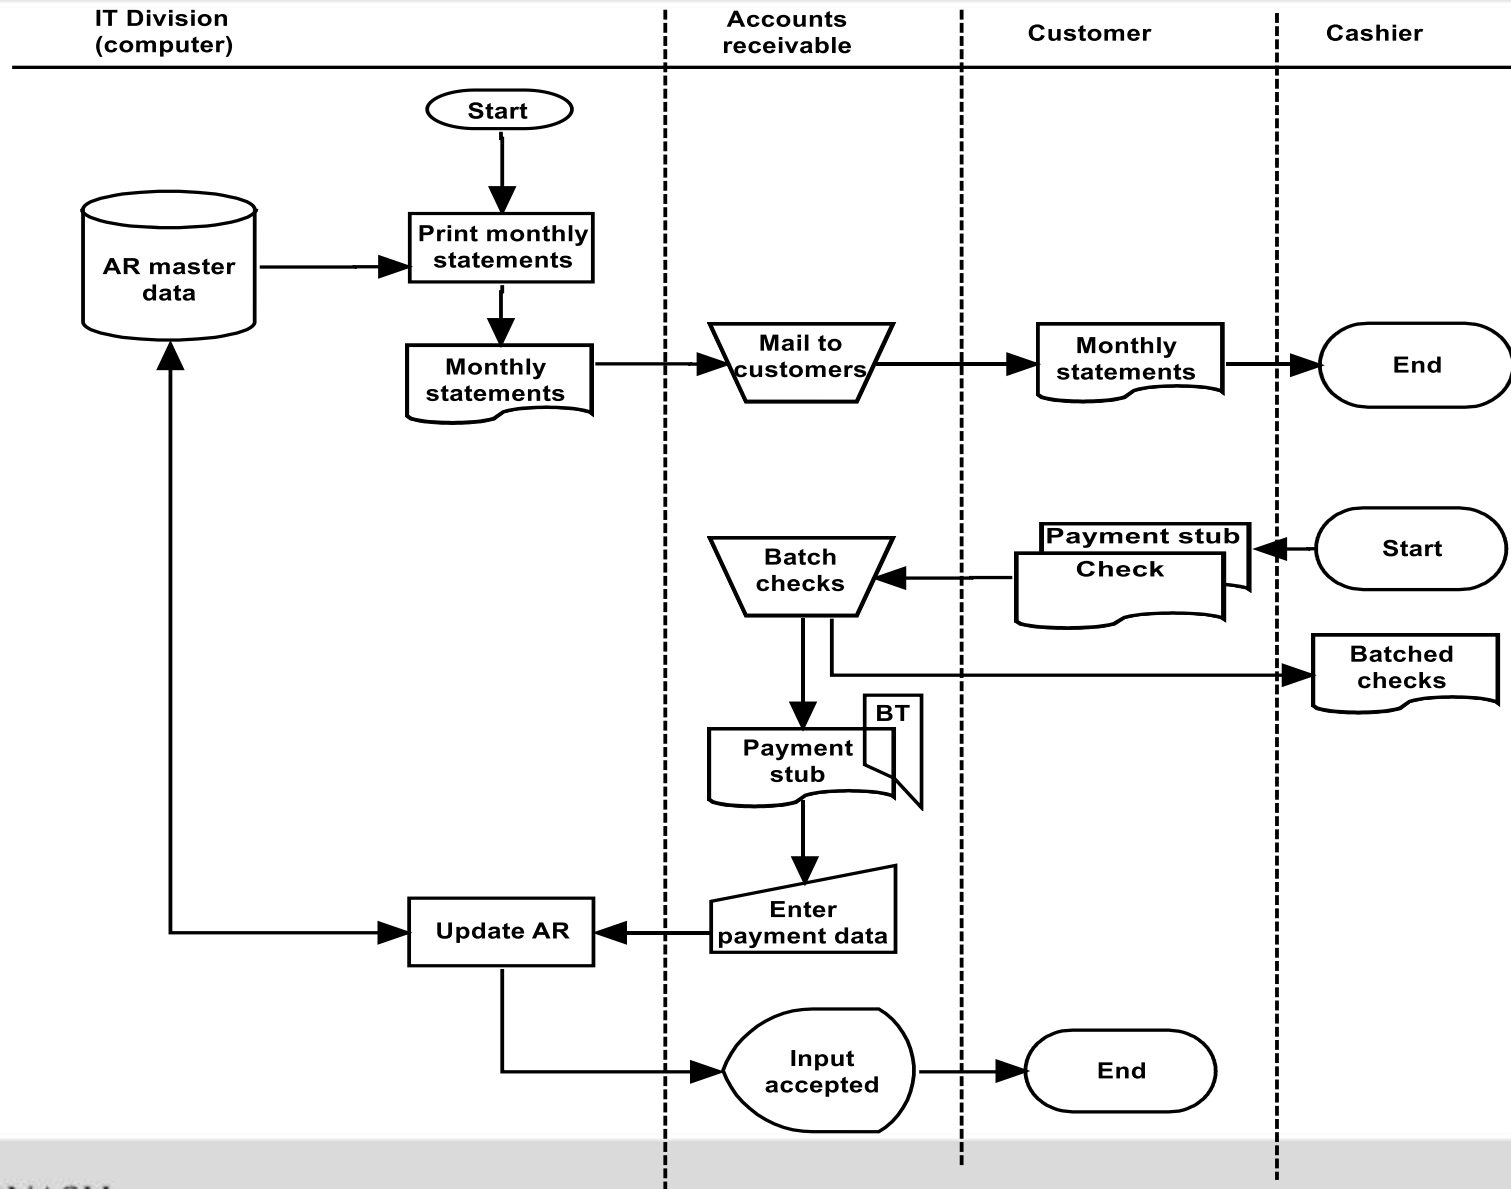 IT Division
(computer)
Accounts
receivable
Customer
Cashier
Start
Print monthly
statements
AR master
data
Monthly
statements
Mail to
customers
Monthly
statements
End
Start
Payment stub
Check
Batch
checks
Batched
checks
BT
Payment
stub
Enter
payment data
Update AR
Input
accepted
End